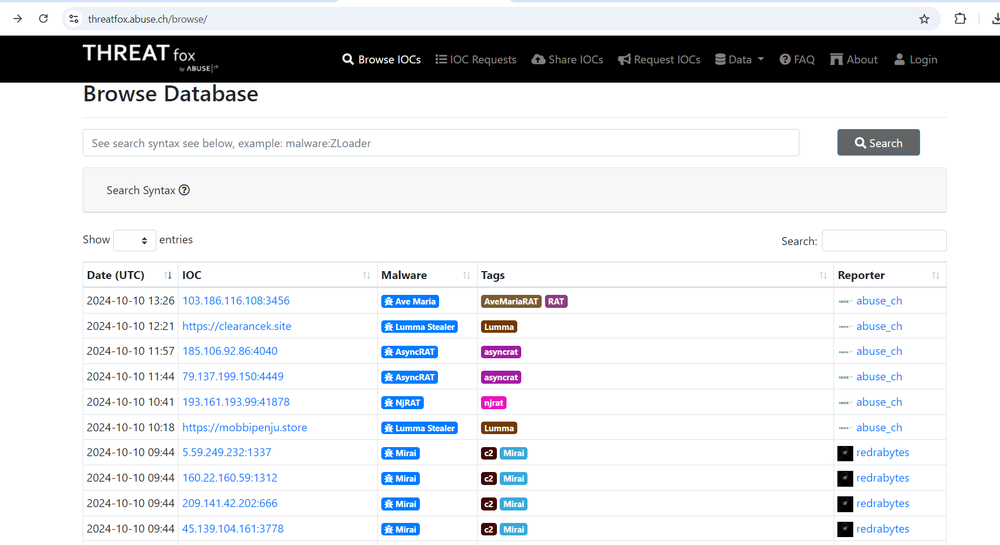 threatfox.abuse.ch/browse/
THREAT fox
by ABUSE|ch
Browse IOCs IOC Requests Share IOCs Request IOCs Data FAQ About Login
Browse Database
See search syntax see below, example: malware:ZLoader Search
Search Syntax
Show entries Search:
Date (UTC) IOC Malware Tags Reporter
2024-10-10 13:26 103.186.116.108:3456 Ave Maria AveMariaRAT RAT abuse_ch
2024-10-10 12:21 https://clearancek.site Lumma Stealer Lumma abuse_ch
2024-10-10 11:57 185.106.92.86:4040 AsyncRAT asyncrat abuse_ch
2024-10-10 11:44 79.137.199.150:4449 AsyncRAT asyncrat abuse_ch
2024-10-10 10:41 193.161.193.99:41878 NjRAT njrat abuse_ch
2024-10-10 10:18 https://mobbipenju.store Lumma Stealer Lumma abuse_ch
2024-10-10 09:44 5.59.249.232:1337 Mirai c2 Mirai redrabytes
2024-10-10 09:44 160.22.160.59:1312 Mirai c2 Mirai redrabytes
2024-10-10 09:44 209.141.42.202:666 Mirai c2 Mirai redrabytes
2024-10-10 09:44 45.139.104.161:3778 Mirai c2 Mirai redrabytes